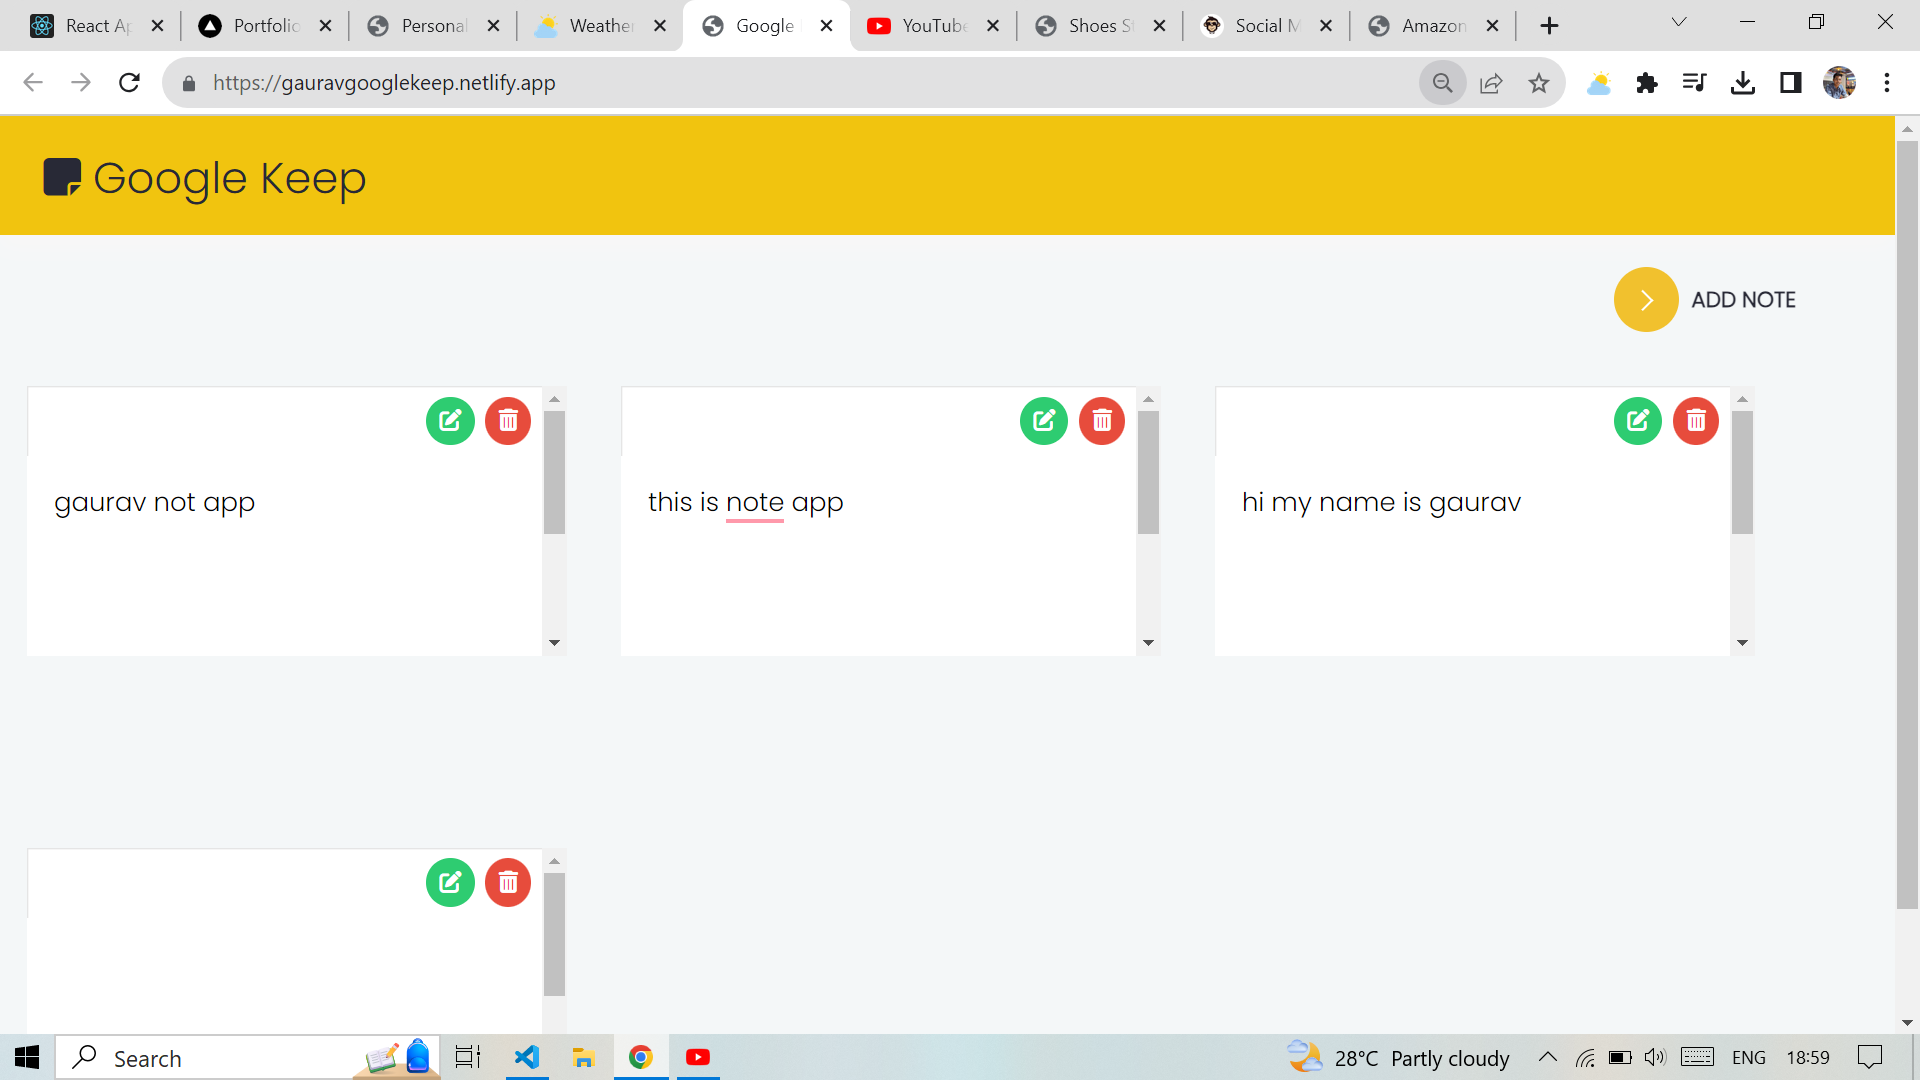 React Ap
Portfolio
Personal
Weather
Google
YouTube
Shoes St
Social M
Amazon
https://gauravgooglekeep.netlify.app
Google Keep
ADD NOTE
gaurav not app
this is note app
hi my name is gaurav
Search
28°C Partly cloudy
ENG
18:59